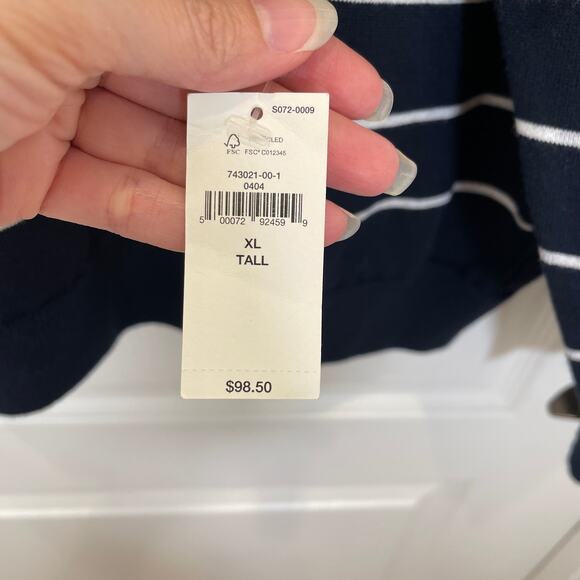 S072-0009
FSC
FSC® C012345
743021-00-1
0404
5 00072 92459 9
XL
TALL
$98.50